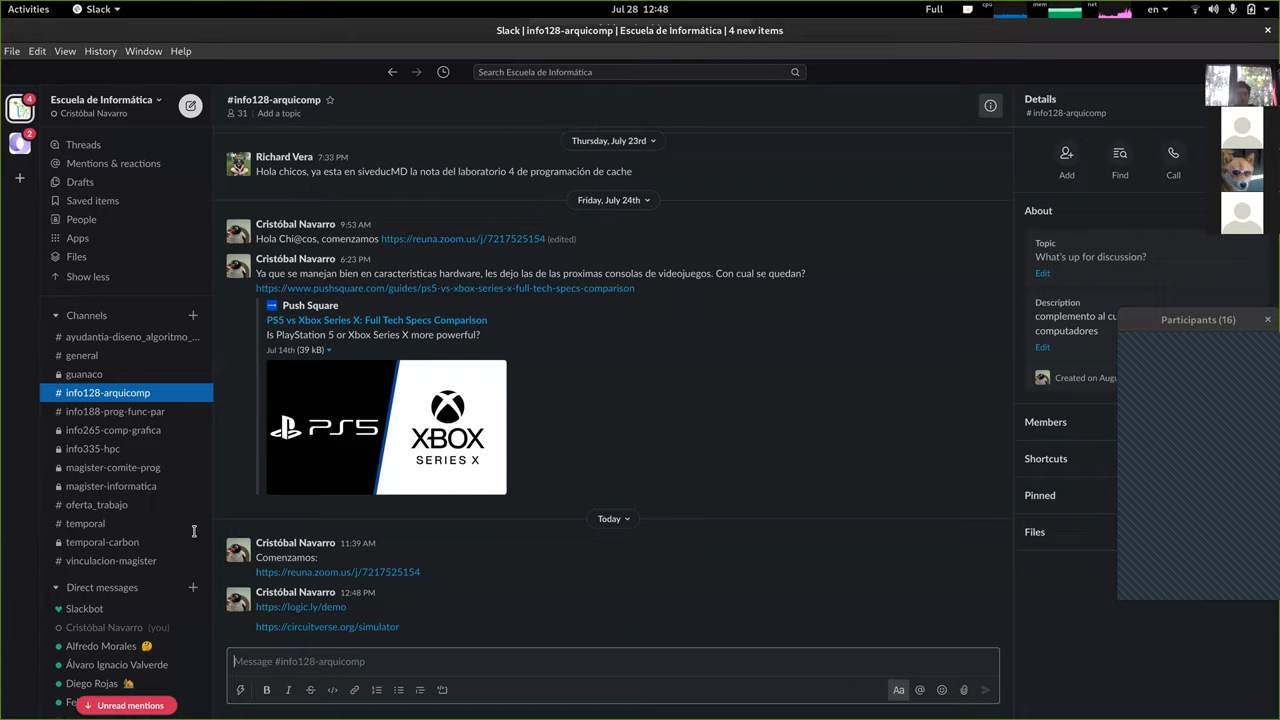 Activities
Slack
Jul 28 12:48
Full
cpu
mem
net
en
Slack | info128-arquicomp | Escuela de Informática | 4 new items
File Edit View History Window Help
Search Escuela de Informática
4
2
Escuela de Informática
Cristóbal Navarro
Threads
Mentions & reactions
Drafts
Saved items
People
Apps
Files
Show less
Channels
# ayudantia-diseno_algoritmo_...
# general
guanaco
# info128-arquicomp
# info188-prog-func-par
info265-comp-grafica
info335-hpc
magister-comite-prog
magister-informatica
# oferta_trabajo
# temporal
temporal-carbon
# vinculacion-magister
Direct messages
Slackbot
Cristóbal Navarro (you)
Alfredo Morales
Álvaro Ignacio Valverde
Diego Rojas
Unread mentions
#info128-arquicomp
31 Add a topic
Thursday, July 23rd
Richard Vera 7:33 PM
Hola chicos, ya esta en siveducMD la nota del laboratorio 4 de programación de cache
Friday, July 24th
Cristóbal Navarro 9:53 AM
Hola Chi@cos, comenzamos https://reuna.zoom.us/j/7217525154 (edited)
Cristóbal Navarro 6:23 PM
Ya que se manejan bien en caracteristicas hardware, les dejo las de las proximas consolas de videojuegos. Con cual se quedan?
https://www.pushsquare.com/guides/ps5-vs-xbox-series-x-full-tech-specs-comparison
Push Square
PS5 vs Xbox Series X: Full Tech Specs Comparison
Is PlayStation 5 or Xbox Series X more powerful?
Jul 14th (39 kB)
PS5
XBOX
SERIES X
Today
Cristóbal Navarro 11:39 AM
Comenzamos:
https://reuna.zoom.us/j/7217525154
Cristóbal Navarro 12:48 PM
https://logic.ly/demo
https://circuitverse.org/simulator
Message #info128-arquicomp
B I
Aa @
Details
# info128-arquicomp
Add Find Call
About
Topic
What's up for discussion?
Edit
Description
complemento al cu
computadores
Edit
Created on Aug
Members
Shortcuts
Pinned
Files
Participants (16)